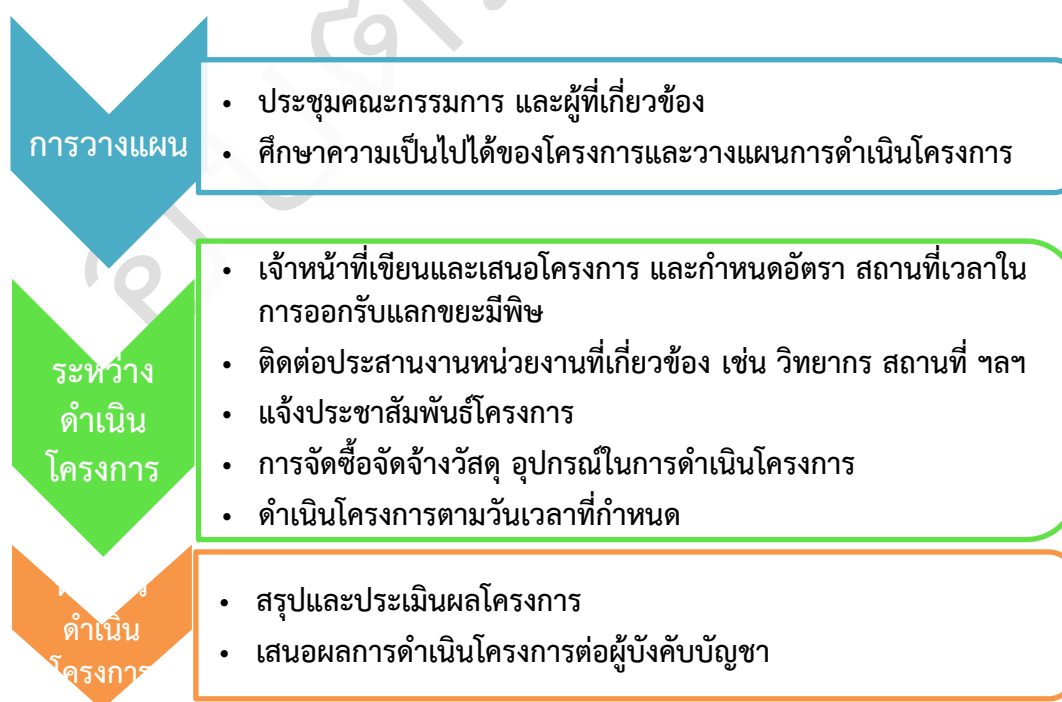 การวางแผน
• ประชุมคณะกรรมการ และผู้ที่เกี่ยวข้อง
• ศึกษาความเป็นไปได้ของโครงการและวางแผนการดำเนินโครงการ
ระหว่าง
ดำเนิน
โครงการ
• เจ้าหน้าที่เขียนและเสนอโครงการ และกำหนดอัตรา สถานที่เวลาใน
การออกรับแลกขยะมีพิษ
• ติดต่อประสานงานหน่วยงานที่เกี่ยวข้อง เช่น วิทยากร สถานที่ ฯลฯ
• แจ้งประชาสัมพันธ์โครงการ
• การจัดซื้อจัดจ้างวัสดุ อุปกรณ์ในการดำเนินโครงการ
• ดำเนินโครงการตามวันเวลาที่กำหนด
ดำเนิน
โครงการ
• สรุปและประเมินผลโครงการ
• เสนอผลการดำเนินโครงการต่อผู้บังคับบัญชา